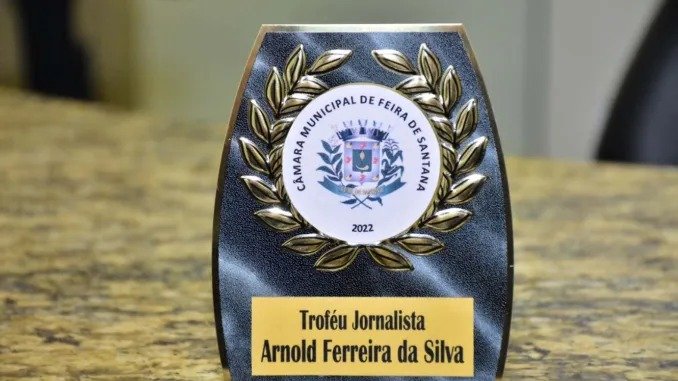 CÂMARA MUNICIPAL DE FEIRA DE SANTANA
2022
Troféu Jornalista
Arnold Ferreira da Silva